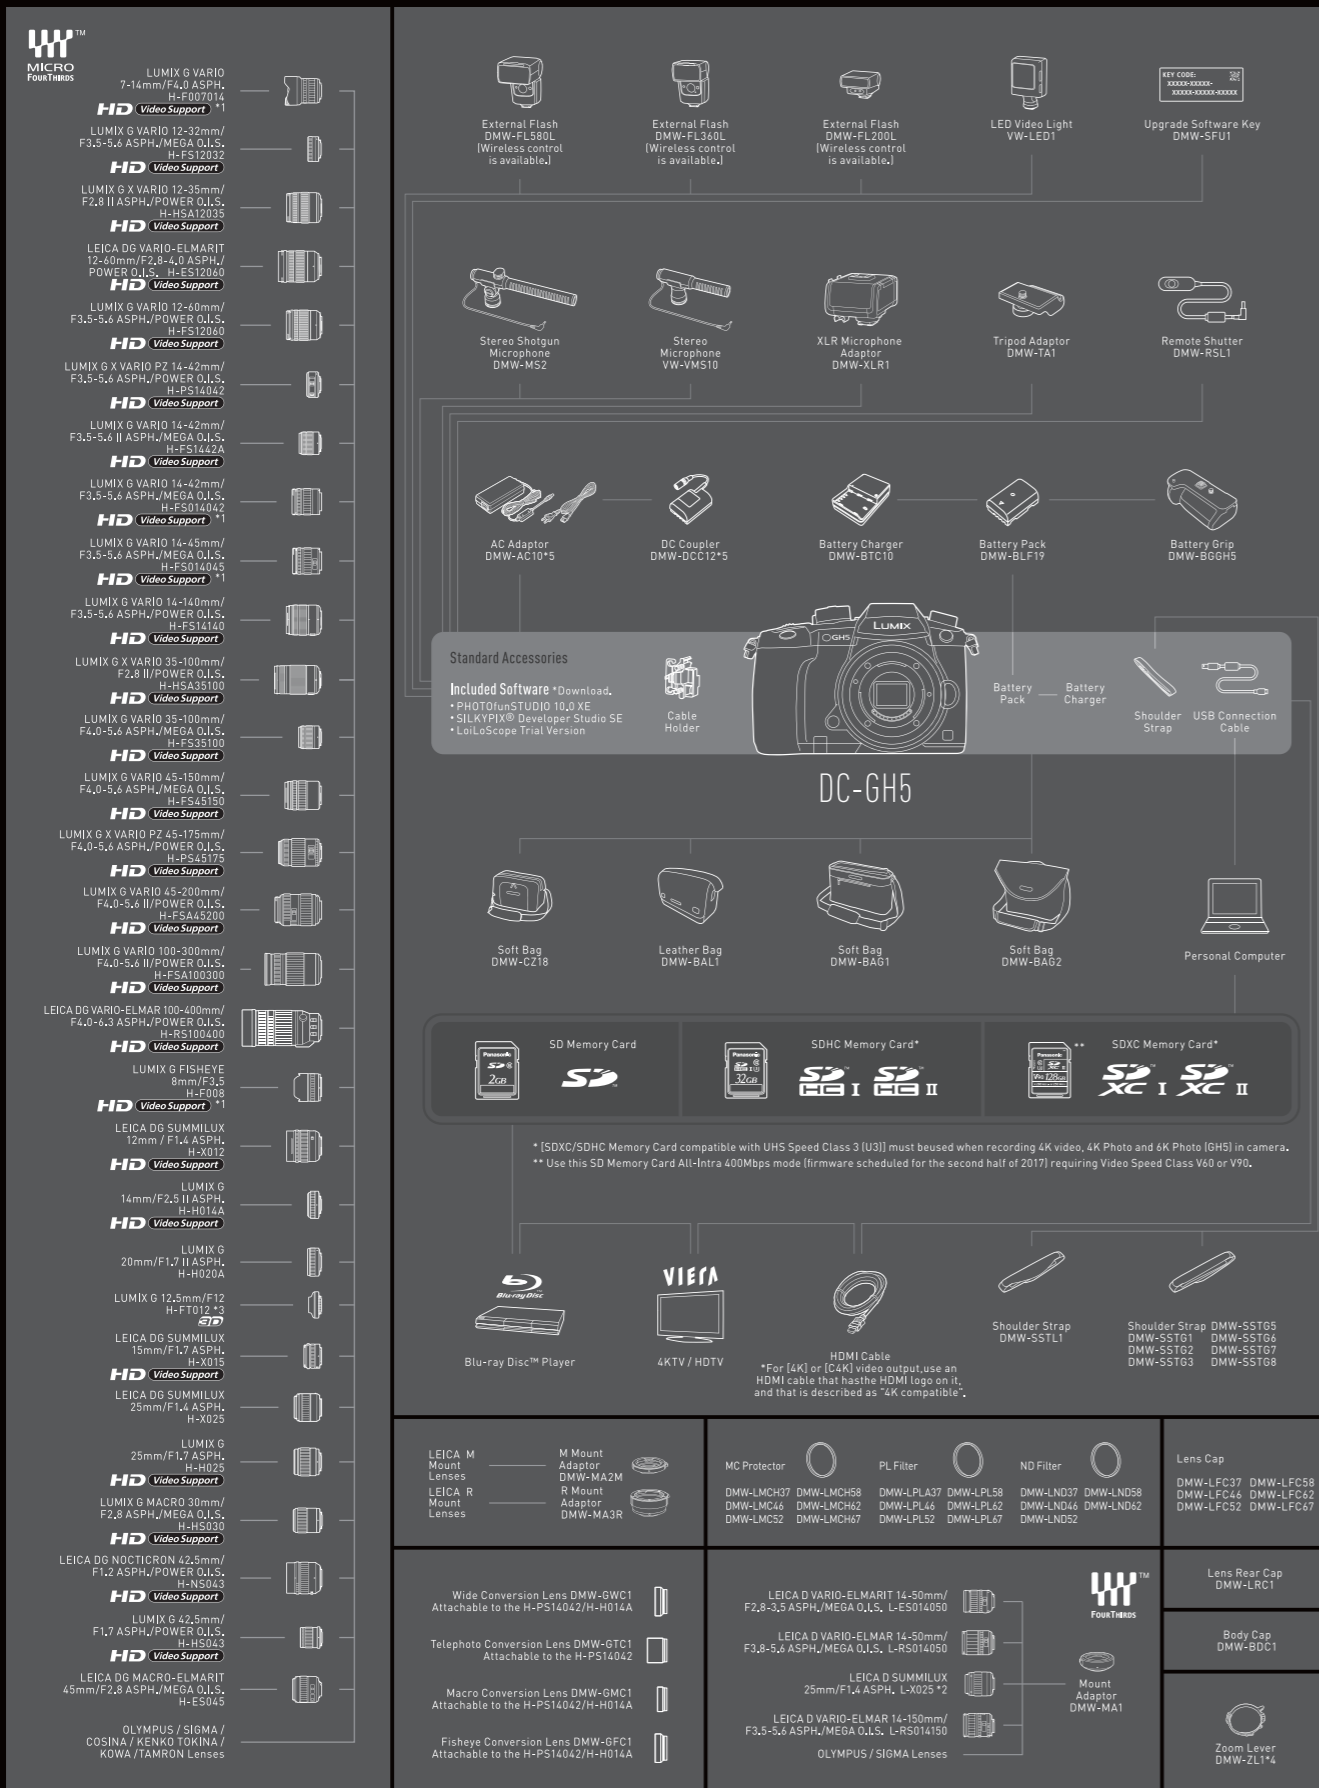 MICRO
FOURTHIRDS
TM
LUMIX G VARIO
7-14mm/F4.0 ASPH.
H-F007014
HD Video Support *1
LUMIX G VARIO 12-32mm/
F3.5-5.6 ASPH./MEGA O.I.S.
H-FS12032
HD Video Support
LUMIX G X VARIO 12-35mm/
F2.8 II ASPH./POWER O.I.S.
H-HSA12035
HD Video Support
LEICA DG VARIO-ELMARIT
12-60mm/F2.8-4.0 ASPH./
POWER O.I.S. H-ES12060
HD Video Support
LUMIX G VARIO 12-60mm/
F3.5-5.6 ASPH./POWER O.I.S.
H-FS12060
HD Video Support
LUMIX G X VARIO PZ 14-42mm/
F3.5-5.6 ASPH./POWER O.I.S.
H-PS14042
HD Video Support
LUMIX G VARIO 14-42mm/
F3.5-5.6 II ASPH./MEGA O.I.S.
H-FS1442A
HD Video Support
LUMIX G VARIO 14-42mm/
F3.5-5.6 ASPH./MEGA O.I.S.
H-FS014042
HD Video Support *1
LUMIX G VARIO 14-45mm/
F3.5-5.6 ASPH./MEGA O.I.S.
H-FS014045
HD Video Support *1
LUMIX G VARIO 14-140mm/
F3.5-5.6 ASPH./POWER O.I.S.
H-FS14140
HD Video Support
LUMIX G X VARIO 35-100mm/
F2.8 II/POWER O.I.S.
H-HSA35100
HD Video Support
LUMIX G VARIO 35-100mm/
F4.0-5.6 ASPH./MEGA O.I.S.
H-FS35100
HD Video Support
LUMIX G VARIO 45-150mm/
F4.0-5.6 ASPH./MEGA O.I.S.
H-FS45150
HD Video Support
LUMIX G X VARIO PZ 45-175mm/
F4.0-5.6 ASPH./POWER O.I.S.
H-PS45175
HD Video Support
LUMIX G VARIO 45-200mm/
F4.0-5.6 II/POWER O.I.S.
H-FSA45200
HD Video Support
LUMIX G VARIO 100-300mm/
F4.0-5.6 II/POWER O.I.S.
H-FSA100300
HD Video Support
LEICA DG VARIO-ELMAR 100-400mm/
F4.0-6.3 ASPH./POWER O.I.S.
H-RS100400
HD Video Support
LUMIX G FISHEYE
8mm/F3.5
H-F008
HD Video Support *1
LEICA DG SUMMILUX
12mm / F1.4 ASPH.
H-X012
HD Video Support
LUMIX G
14mm/F2.5 II ASPH.
H-H014A
HD Video Support
LUMIX G
20mm/F1.7 II ASPH.
H-H020A
LUMIX G 12.5mm/F12
H-FT012 *3
3D
LEICA DG SUMMILUX
15mm/F1.7 ASPH.
H-X015
HD Video Support
LEICA DG SUMMILUX
25mm/F1.4 ASPH.
H-X025
LUMIX G
25mm/F1.7 ASPH.
H-H025
HD Video Support
LUMIX G MACRO 30mm/
F2.8 ASPH./MEGA O.I.S.
H-HS030
HD Video Support
LEICA DG NOCTICRON 42.5mm/
F1.2 ASPH./POWER O.I.S.
H-NS043
HD Video Support
LUMIX G 42.5mm/
F1.7 ASPH./POWER O.I.S.
H-HS043
HD Video Support
LEICA DG MACRO-ELMARIT
45mm/F2.8 ASPH./MEGA O.I.S.
H-ES045
OLYMPUS / SIGMA /
COSINA / KENKO TOKINA /
KOWA /TAMRON Lenses
External Flash
DMW-FL580L
(Wireless control
is available.)
External Flash
DMW-FL360L
(Wireless control
is available.)
External Flash
DMW-FL200L
(Wireless control
is available.)
LED Video Light
VW-LED1
KEY CODE:
XXXXX-XXXXX-
XXXXX-XXXXX-XXXXX
Upgrade Software Key
DMW-SFU1
Stereo Shotgun
Microphone
DMW-MS2
Stereo
Microphone
VW-VMS10
XLR Microphone
Adaptor
DMW-XLR1
Tripod Adaptor
DMW-TA1
Remote Shutter
DMW-RSL1
AC Adaptor
DMW-AC10*5
DC Coupler
DMW-DCC12*5
Battery Charger
DMW-BTC10
Battery Pack
DMW-BLF19
Battery Grip
DMW-BGGH5
Standard Accessories
Included Software *Download.
• PHOTOfunSTUDIO 10.0 XE
• SILKYPIX® Developer Studio SE
• LoiLoScope Trial Version
Cable
Holder
LUMIX
GH5
Battery
Pack
Battery
Charger
Shoulder
Strap
USB Connection
Cable
DC-GH5
Soft Bag
DMW-CZ18
Leather Bag
DMW-BAL1
Soft Bag
DMW-BAG1
Soft Bag
DMW-BAG2
Personal Computer
Panasonic
SD
2GB
SD Memory Card
SD
Panasonic
32GB
SDHC Memory Card*
SDHC I SDHC II
Panasonic
V90 128GB
**
SDXC Memory Card*
SDXC I SDXC II
* [SDXC/SDHC Memory Card compatible with UHS Speed Class 3 (U3)] must beused when recording 4K video, 4K Photo and 6K Photo (GH5) in camera.
** Use this SD Memory Card All-Intra 400Mbps mode (firmware scheduled for the second half of 2017) requiring Video Speed Class V60 or V90.
Blu-ray Disc
Blu-ray Disc™ Player
VIERA
4KTV / HDTV
HDMI Cable
*For [4K] or [C4K] video output,use an
HDMI cable that hasthe HDMI logo on it,
and that is described as "4K compatible".
Shoulder Strap
DMW-SSTL1
Shoulder Strap DMW-SSTG5
DMW-SSTG1 DMW-SSTG6
DMW-SSTG2 DMW-SSTG7
DMW-SSTG3 DMW-SSTG8
LEICA M
Mount
Lenses
M Mount
Adaptor
DMW-MA2M
LEICA R
Mount
Lenses
R Mount
Adaptor
DMW-MA3R
MC Protector
DMW-LMCH37 DMW-LMCH58
DMW-LMC46 DMW-LMCH62
DMW-LMC52 DMW-LMCH67
PL Filter
DMW-LPLA37 DMW-LPL58
DMW-LPL46 DMW-LPL62
DMW-LPL52 DMW-LPL67
ND Filter
DMW-LND37 DMW-LND58
DMW-LND46 DMW-LND62
DMW-LND52
Lens Cap
DMW-LFC37 DMW-LFC58
DMW-LFC46 DMW-LFC62
DMW-LFC52 DMW-LFC67
Wide Conversion Lens DMW-GWC1
Attachable to the H-PS14042/H-H014A
Telephoto Conversion Lens DMW-GTC1
Attachable to the H-PS14042
Macro Conversion Lens DMW-GMC1
Attachable to the H-PS14042/H-H014A
Fisheye Conversion Lens DMW-GFC1
Attachable to the H-PS14042/H-H014A
LEICA D VARIO-ELMARIT 14-50mm/
F2.8-3.5 ASPH./MEGA O.I.S. L-ES014050
LEICA D VARIO-ELMAR 14-50mm/
F3.8-5.6 ASPH./MEGA O.I.S. L-RS014050
LEICA D SUMMILUX
25mm/F1.4 ASPH. L-X025 *2
LEICA D VARIO-ELMAR 14-150mm/
F3.5-5.6 ASPH./MEGA O.I.S. L-RS014150
OLYMPUS / SIGMA Lenses
TM
FOURTHIRDS
Mount
Adaptor
DMW-MA1
Lens Rear Cap
DMW-LRC1
Body Cap
DMW-BDC1
Zoom Lever
DMW-ZL1*4